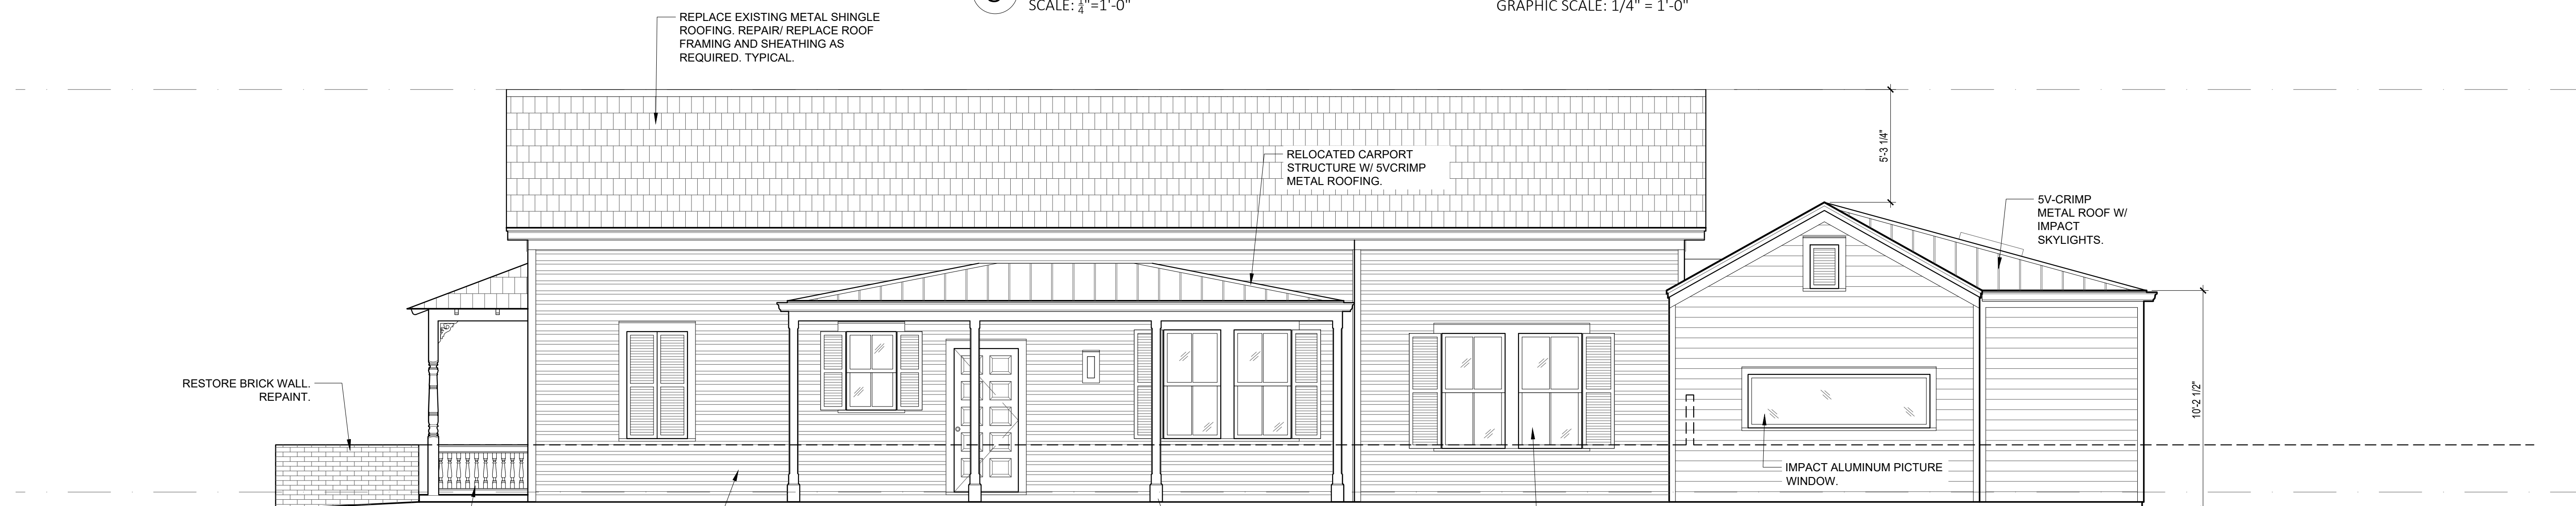 SCALE: 1/4"=1'-0"
GRAPHIC SCALE: 1/4" = 1'-0"
REPLACE EXISTING METAL SHINGLE
ROOFING. REPAIR/ REPLACE ROOF
FRAMING AND SHEATHING AS
REQUIRED. TYPICAL.
5'-3 1/4"
RELOCATED CARPORT
STRUCTURE W/ 5VCRIMP
METAL ROOFING.
5V-CRIMP
METAL ROOF W/
IMPACT
SKYLIGHTS.
RESTORE BRICK WALL.
REPAINT.
10'-2 1/2"
IMPACT ALUMINUM PICTURE
WINDOW.